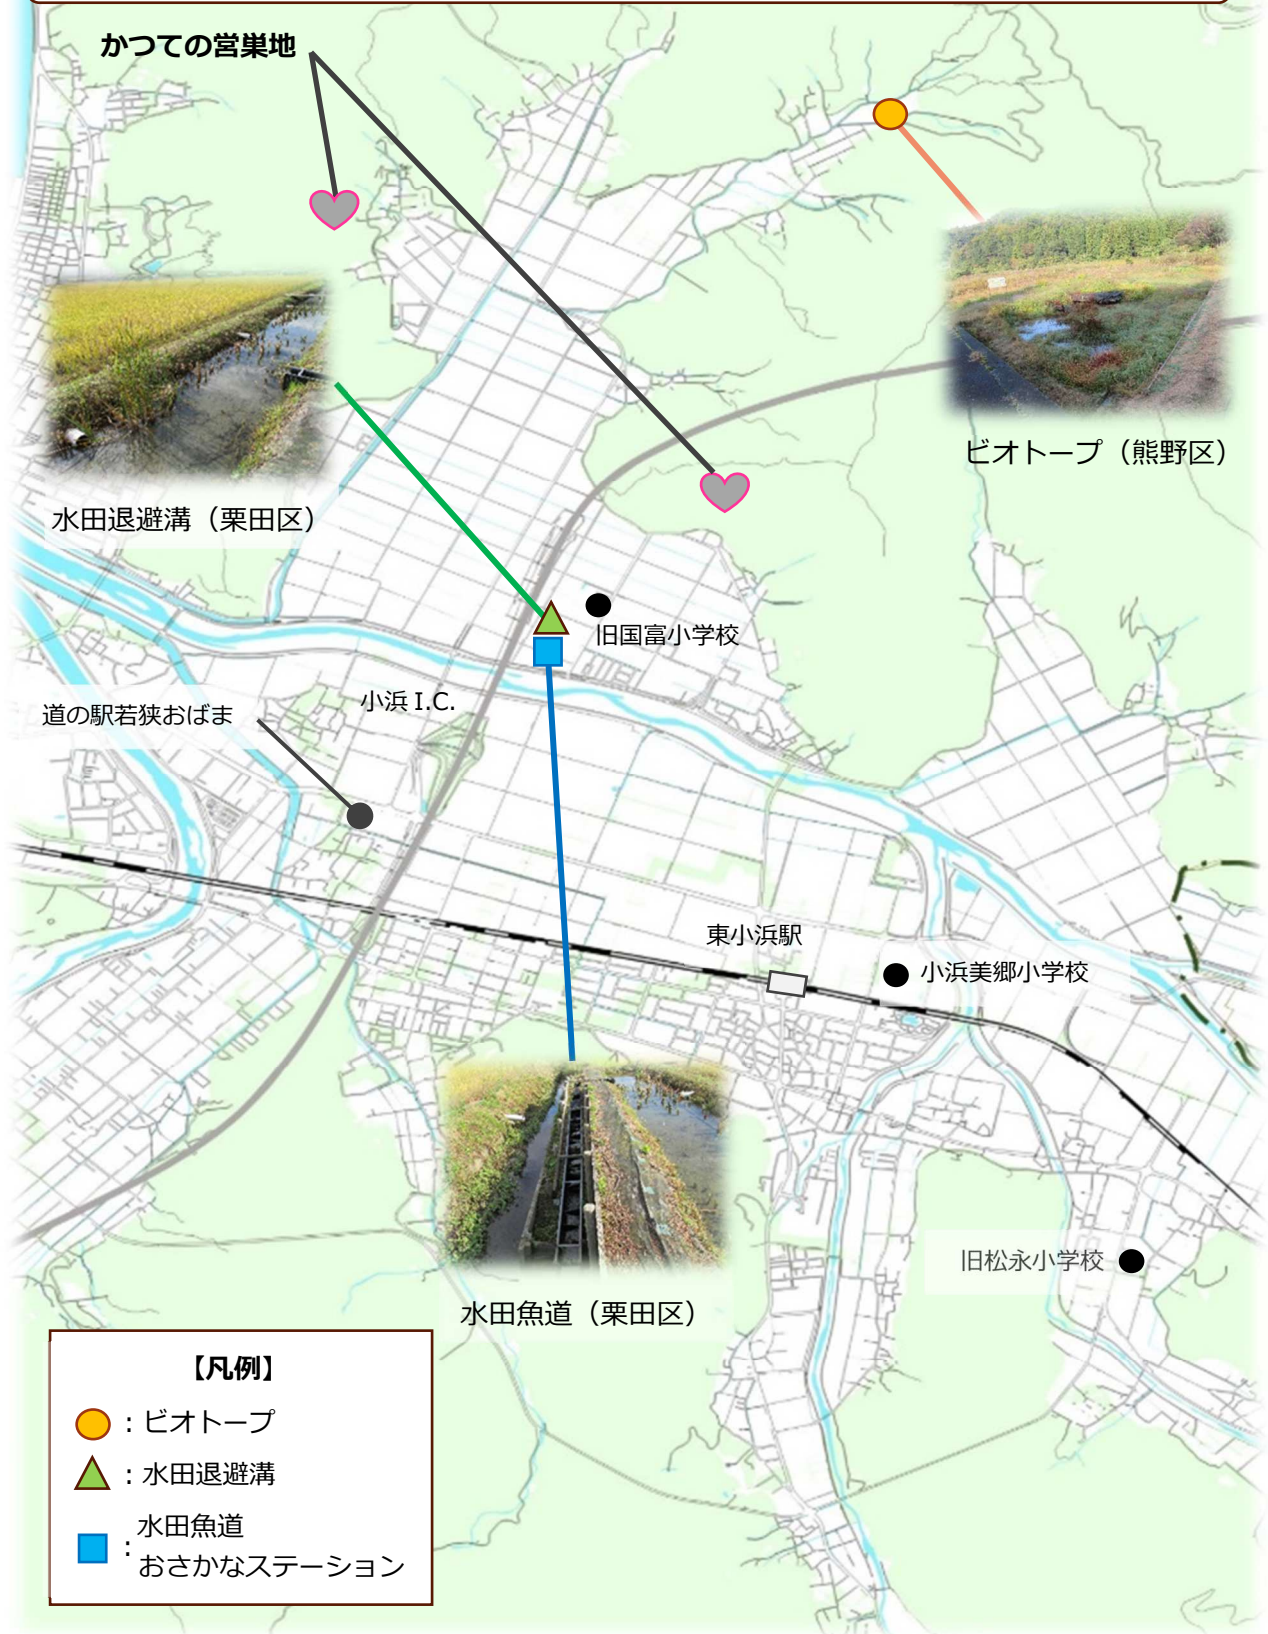 かつての営巣地
ビオトープ（熊野区）
水田退避溝（栗田区）
旧国富小学校
小浜 I.C.
道の駅若狭おばま
東小浜駅
小浜美郷小学校
旧松永小学校
水田魚道（栗田区）
【凡例】
：ビオトープ
：水田退避溝
：水田魚道
おさかなステーション